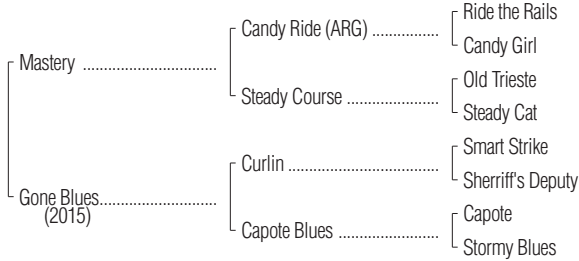 Ride the Rails
Candy Ride (ARG) ................
Candy Girl
Mastery ................................
Old Trieste
Steady Course ......................
Steady Cat
Smart Strike
Curlin ....................................
Sherriff's Deputy
Gone Blues............................
(2015)
Capote
Capote Blues ........................
Stormy Blues